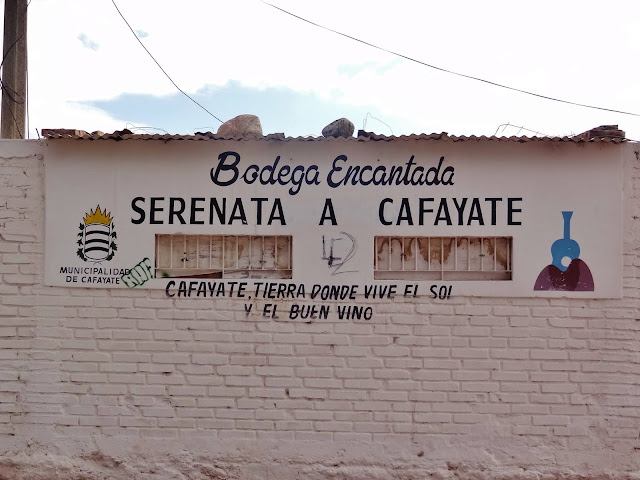 Bodega Encantada
SERENATA A CAFAYATE
MUNICIPALIDAD
DE CAFAYATE
CAFAYATE, TIERRA DONDE VIVE EL SOl
Y EL BUEN VINO